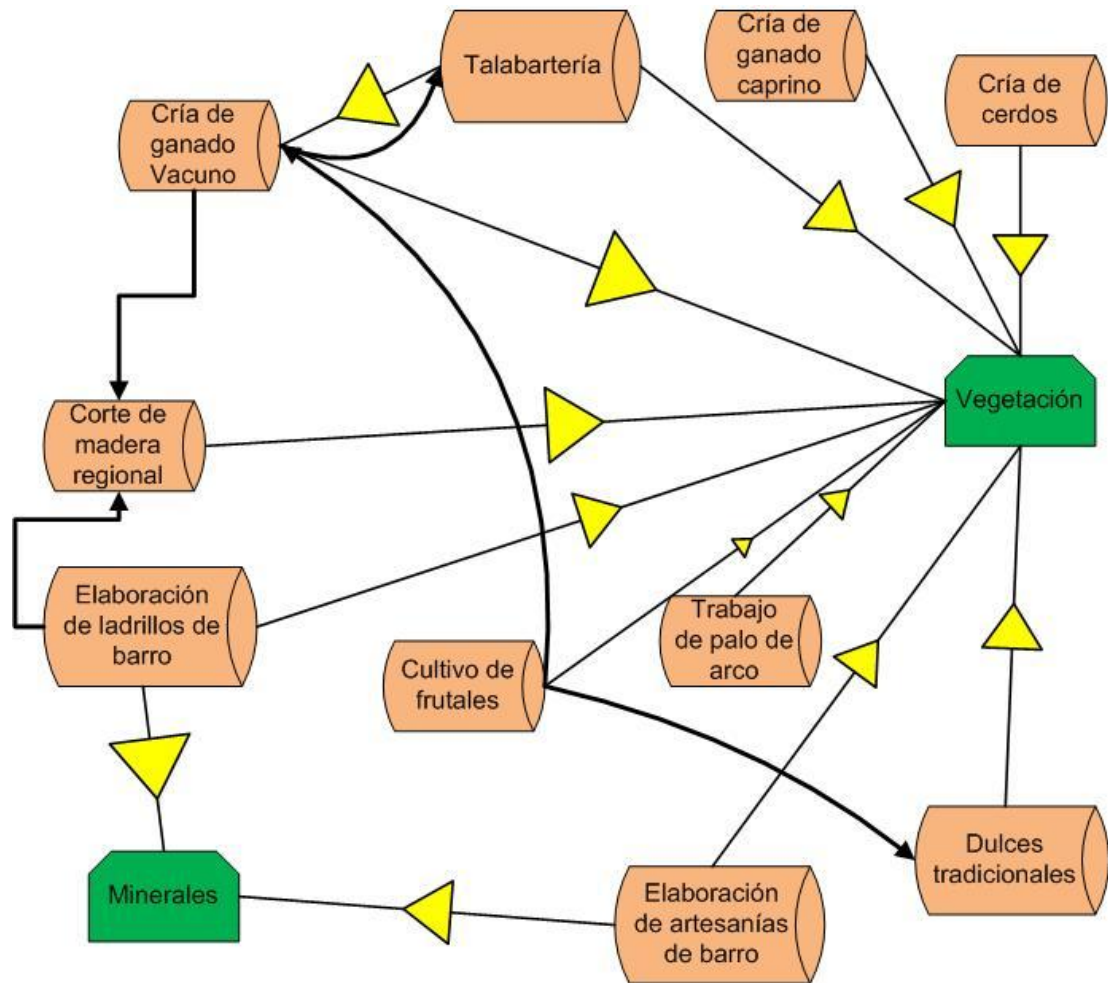 Talabartería
Cría de
ganado
caprino
Cría de
cerdos
Cría de
ganado
Vacuno
Vegetación
Corte de
madera
regional
Elaboración
de ladrillos de
barro
Trabajo
de palo de
arco
Cultivo de
frutales
Dulces
tradicionales
Minerales
Elaboración
de artesanías
de barro